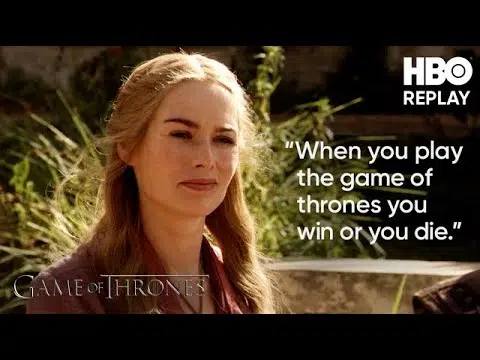 HBO
REPLAY
“When you play
the game of
thrones you
win or you die.”
GAME OF THRONES